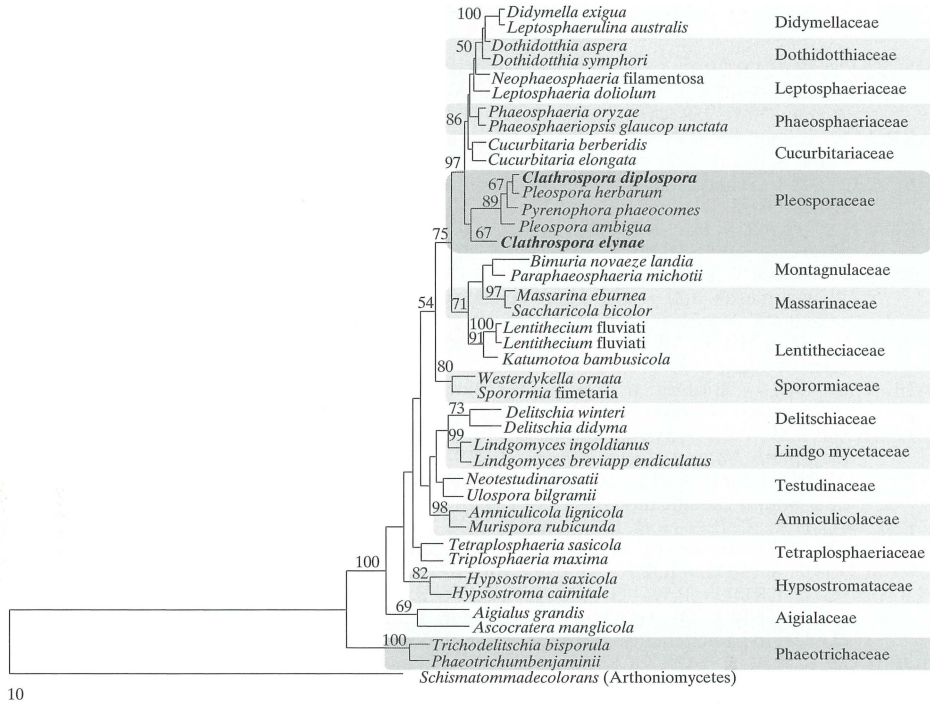 100 Didymella exigua
Leptosphaerulina australis Didymellaceae
50 Dothidotthia aspera
Dothidotthia symphori Dothidotthiaceae
Neophaeosphaeria filamentosa
Leptosphaeria doliolum Leptosphaeriaceae
86 Phaeosphaeria oryzae
Phaeosphaeriopsis glaucop unctata Phaeosphaeriaceae
Cucurbitaria berberidis
Cucurbitaria elongata Cucurbitariaceae
97
67 Clathrospora diplospora
Pleospora herbarum Pleosporaceae
89 Pyrenophora phaeocomes
Pleospora ambigua
75 67 Clathrospora elynae
Bimuria novaeze landia
Paraphaeosphaeria michotii Montagnulaceae
54 71 97 Massarina eburnea
Saccharicola bicolor Massarinaceae
100 Lentithecium fluviati
91 Lentithecium fluviati
Katumotoa bambusicola Lentitheciaceae
80 Westerdykella ornata
Sporormia fimetaria Sporormiaceae
73 Delitschia winteri
Delitschia didyma Delitschiaceae
99 Lindgomyces ingoldianus
Lindgomyces breviapp endiculatus Lindgo mycetaceae
Neotestudinarosatii
Ulospora bilgramii Testudinaceae
98 Amniculicola lignicola
Murispora rubicunda Amniculicolaceae
Tetraplosphaeria sasicola
Triplosphaeria maxima Tetraplosphaeriaceae
100 82 Hypsostroma saxicola
Hypsostroma caimitale Hypsostromataceae
69 Aigialus grandis
Ascocratera manglicola Aigialaceae
100 Trichodelitschia bisporula
Phaeotrichumbenjaminii Phaeotrichaceae
Schismatommadecolorans (Arthoniomycetes)
10